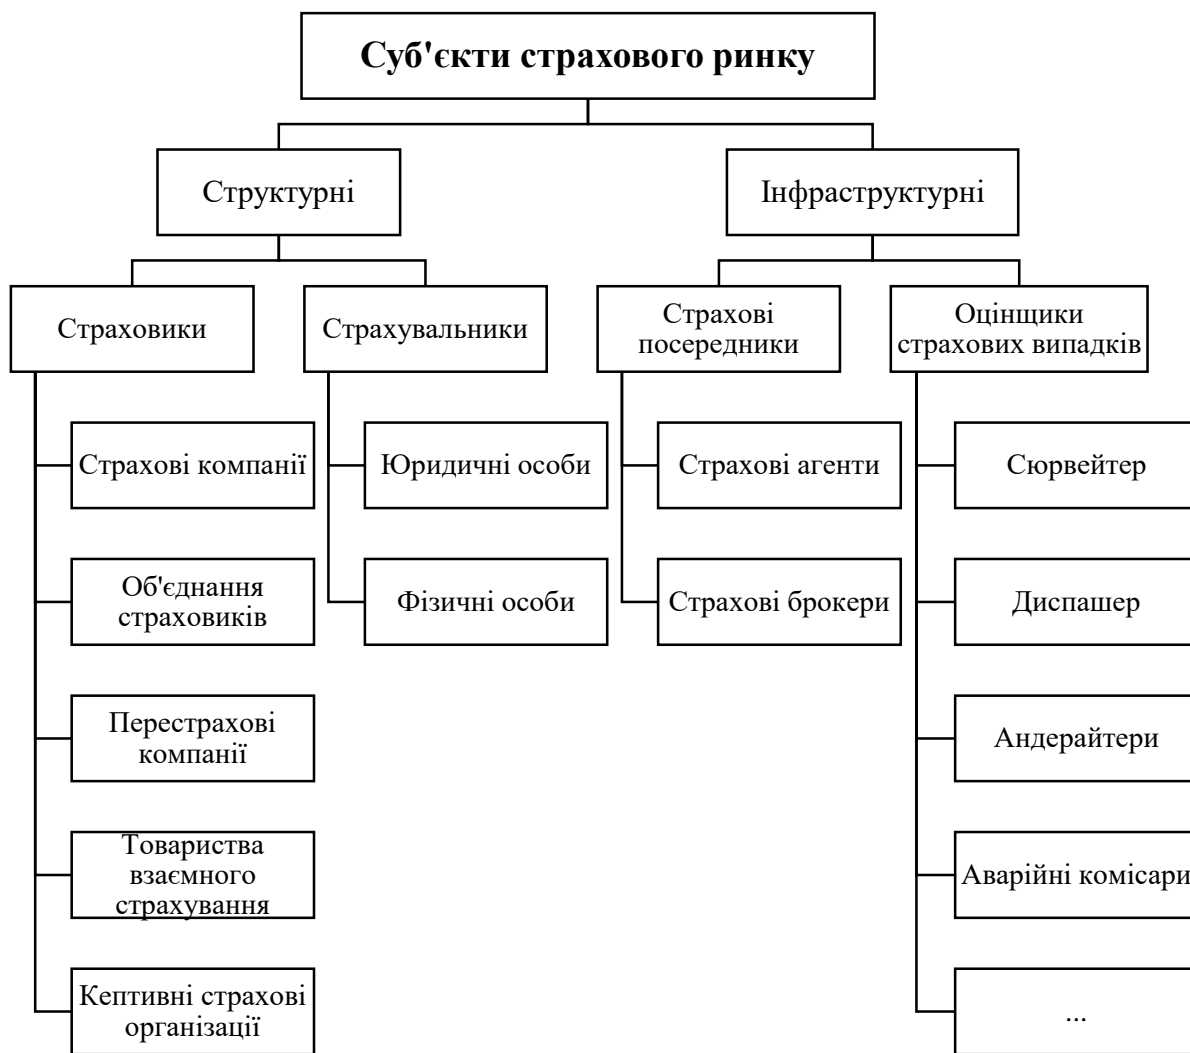 Суб'єкти страхового ринку
Структурні
Інфраструктурні
Страховики
Страхувальники
Страхові
посередники
Оцінщики
страхових випадків
Страхові компанії
Юридичні особи
Страхові агенти
Сюрвейтер
Об'єднання
страховиків
Фізичні особи
Страхові брокери
Диспашер
Перестрахові
компанії
Андерайтери
Товариства
взаємного
страхування
Аварійні комісари
Кептивні страхові
організації
...